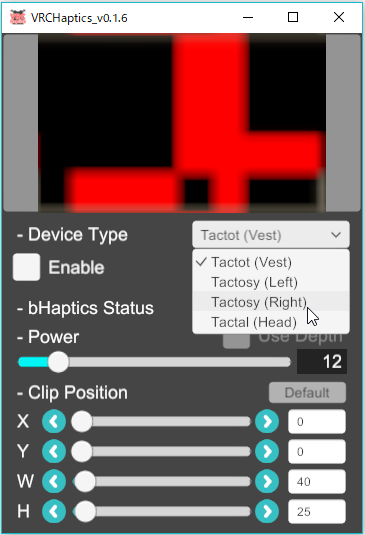 VRCHaptics_v0.1.6
- Device Type
Tactot (Vest)
Enable
Tactot (Vest)
Tactosy (Left)
Tactosy (Right)
Tactal (Head)
- bHaptics Status
- Power
Use Depth
12
- Clip Position
Default
X
0
Y
0
W
40
H
25